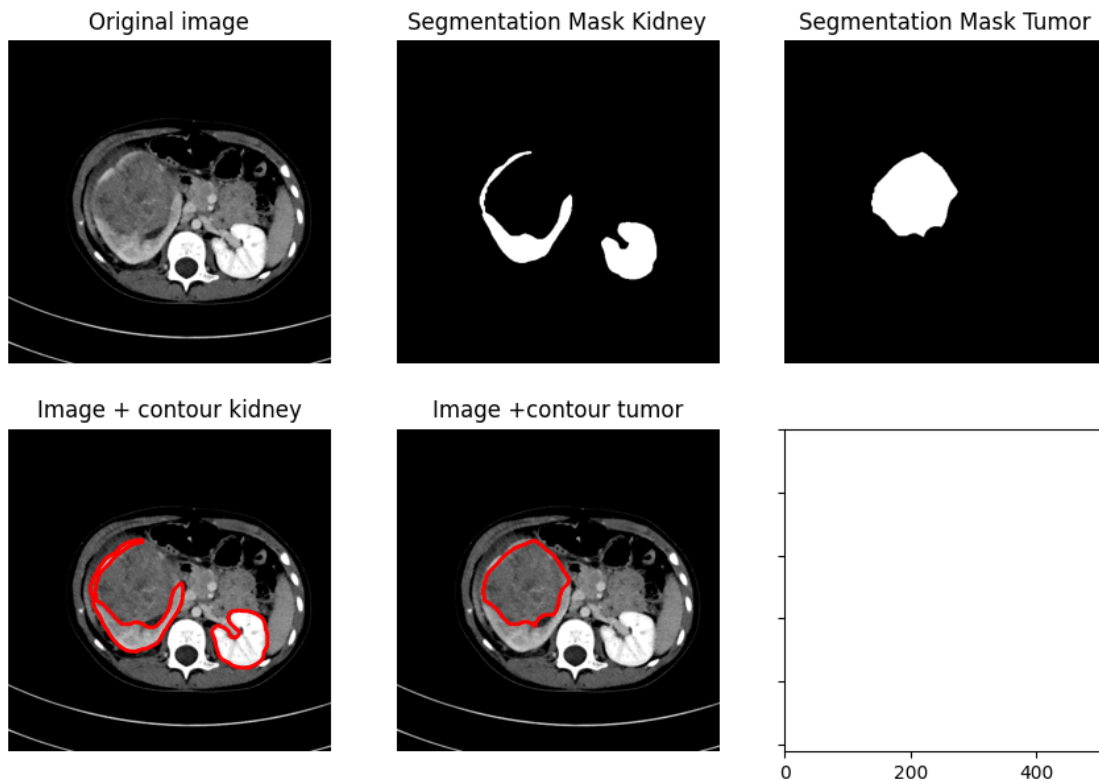 Original image
Segmentation Mask Kidney
Segmentation Mask Tumor
Image + contour kidney
Image +contour tumor
0
200
400